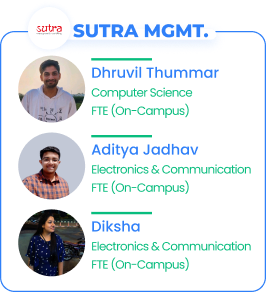 sutra
SUTRA MGMT.
Dhruvil Thummar
Computer Science
FTE (On-Campus)
Aditya Jadhav
Electronics & Communication
FTE (On-Campus)
Diksha
Electronics & Communication
FTE (On-Campus)